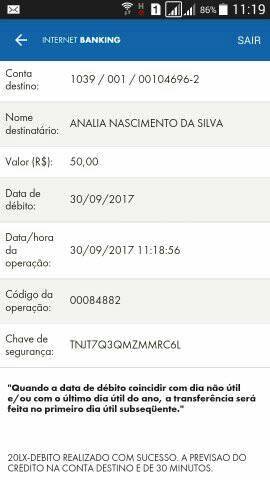 H 1 86% 11:19
INTERNET BANKING SAIR
Conta
destino: 1039 / 001 / 00104696-2
Nome
destinatário: ANALIA NASCIMENTO DA SILVA
Valor (R$): 50,00
Data de
débito: 30/09/2017
Data/hora
da
operação: 30/09/2017 11:18:56
Código da
operação: 00084882
Chave de
segurança: TNJT7Q3QMZMMRC6L
"Quando a data de débito coincidir com dia não útil
e/ou com o último dia útil do ano, a transferência será
feita no primeiro dia útil subseqüente."
20LX-DEBITO REALIZADO COM SUCESSO. A PREVISAO DO
CREDITO NA CONTA DESTINO E DE 30 MINUTOS.